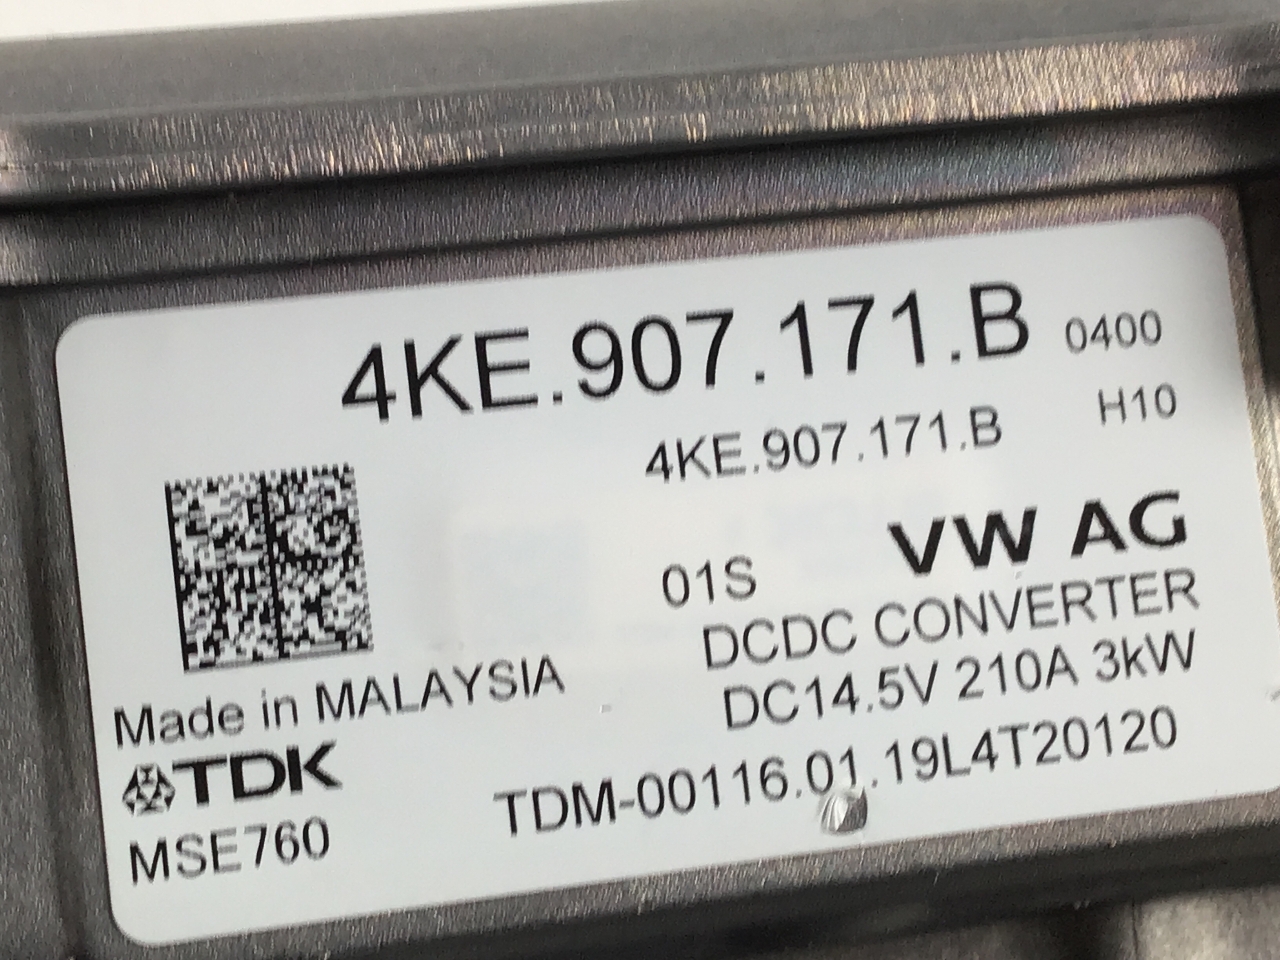 4KE.907.171.B 0400
4KE.907.171.B H10
01S VW AG
DCDC CONVERTER
DC14.5V 210A 3kW
Made in MALAYSIA
TDK
TDM-00116.01.19L4T20120
MSE760